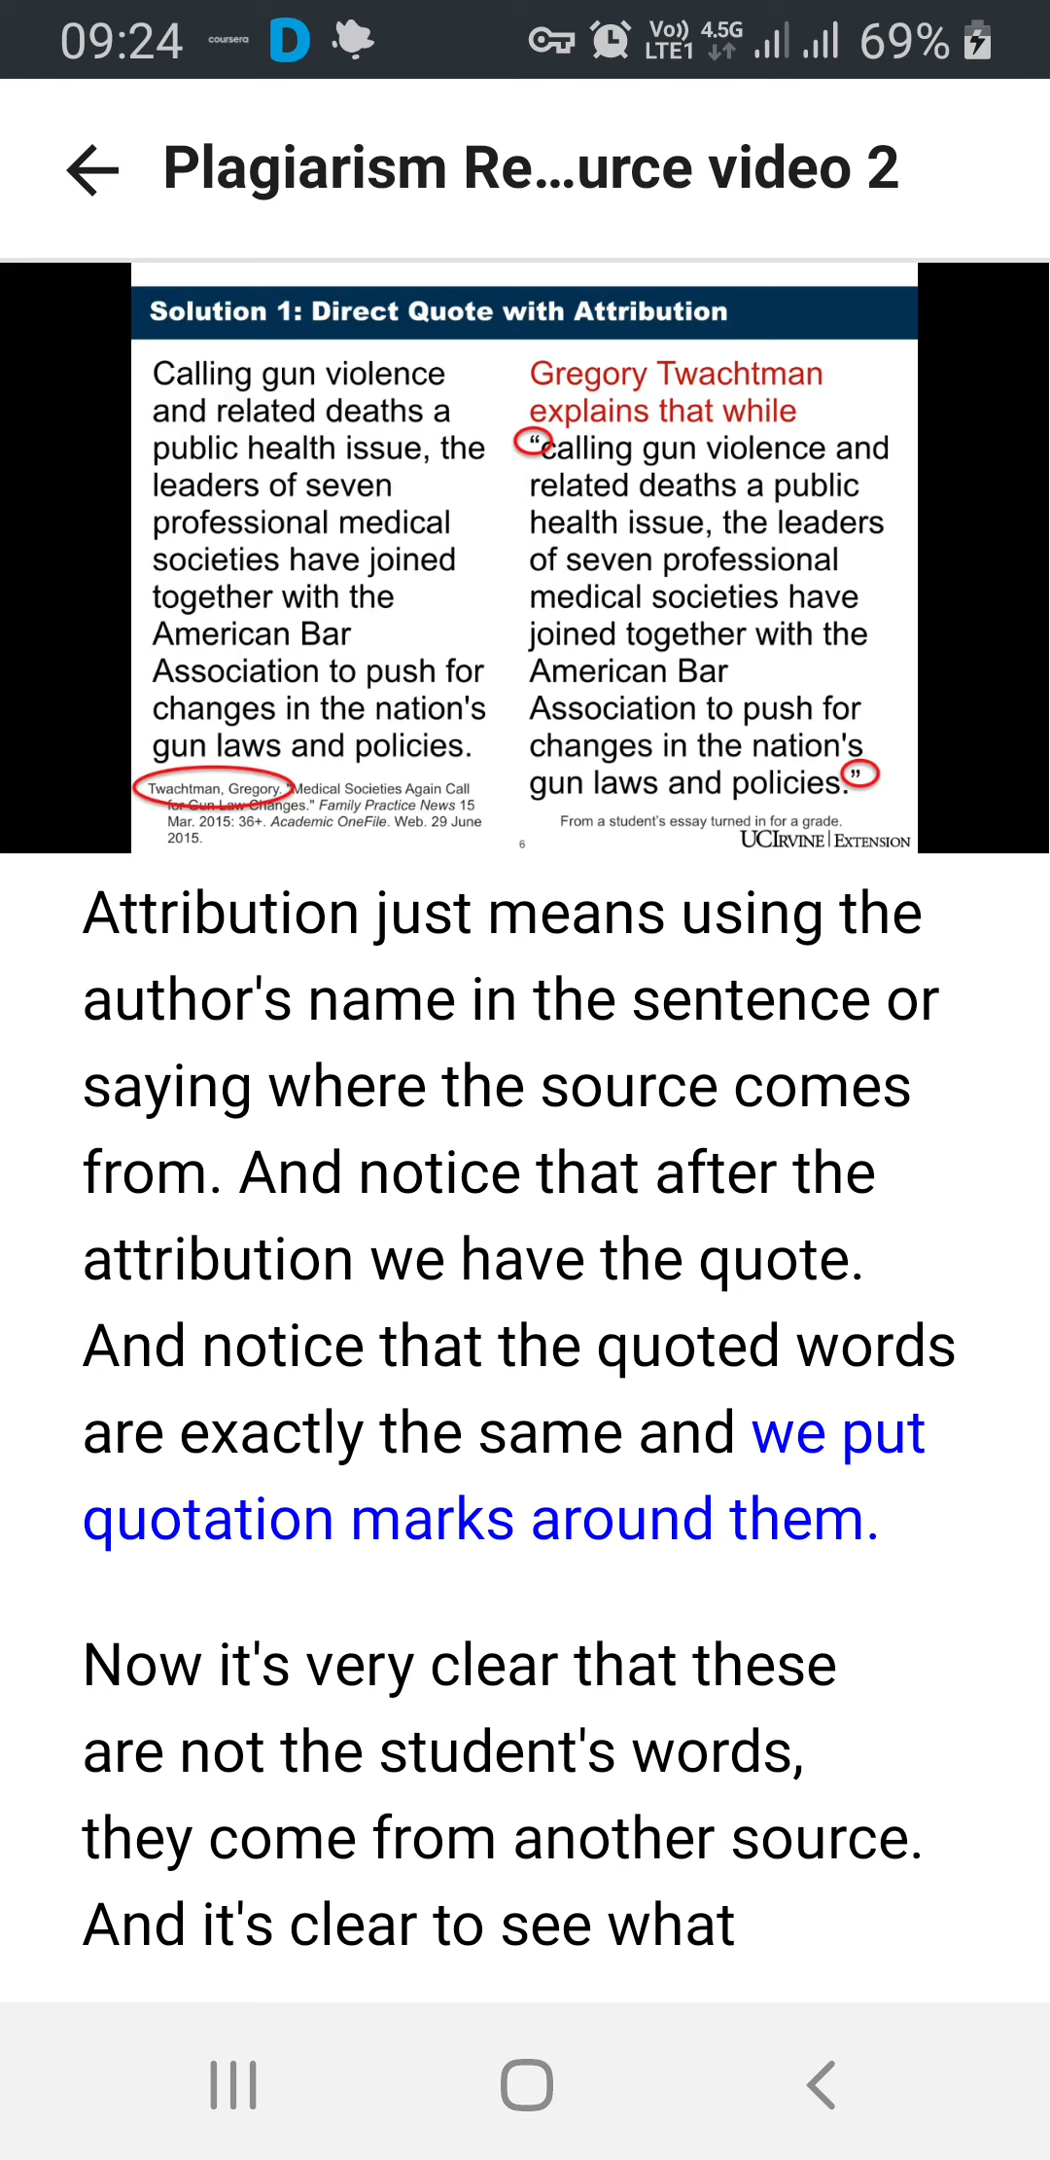 09:24 coursera D Vo)) LTE1 4.5G 69%
Plagiarism Re...urce video 2
Solution 1: Direct Quote with Attribution
Calling gun violence
and related deaths a
public health issue, the
leaders of seven
professional medical
societies have joined
together with the
American Bar
Association to push for
changes in the nation's
gun laws and policies.
Twachtman, Gregory. "Medical Societies Again Call
for Gun Law Changes." Family Practice News 15
Mar. 2015: 36+. Academic OneFile. Web. 29 June
2015.
Gregory Twachtman
explains that while
“calling gun violence and
related deaths a public
health issue, the leaders
of seven professional
medical societies have
joined together with the
American Bar
Association to push for
changes in the nation's
gun laws and policies.”
From a student's essay turned in for a grade.
6
UCIRVINE | EXTENSION
Attribution just means using the
author's name in the sentence or
saying where the source comes
from. And notice that after the
attribution we have the quote.
And notice that the quoted words
are exactly the same and we put
quotation marks around them.
Now it's very clear that these
are not the student's words,
they come from another source.
And it's clear to see what